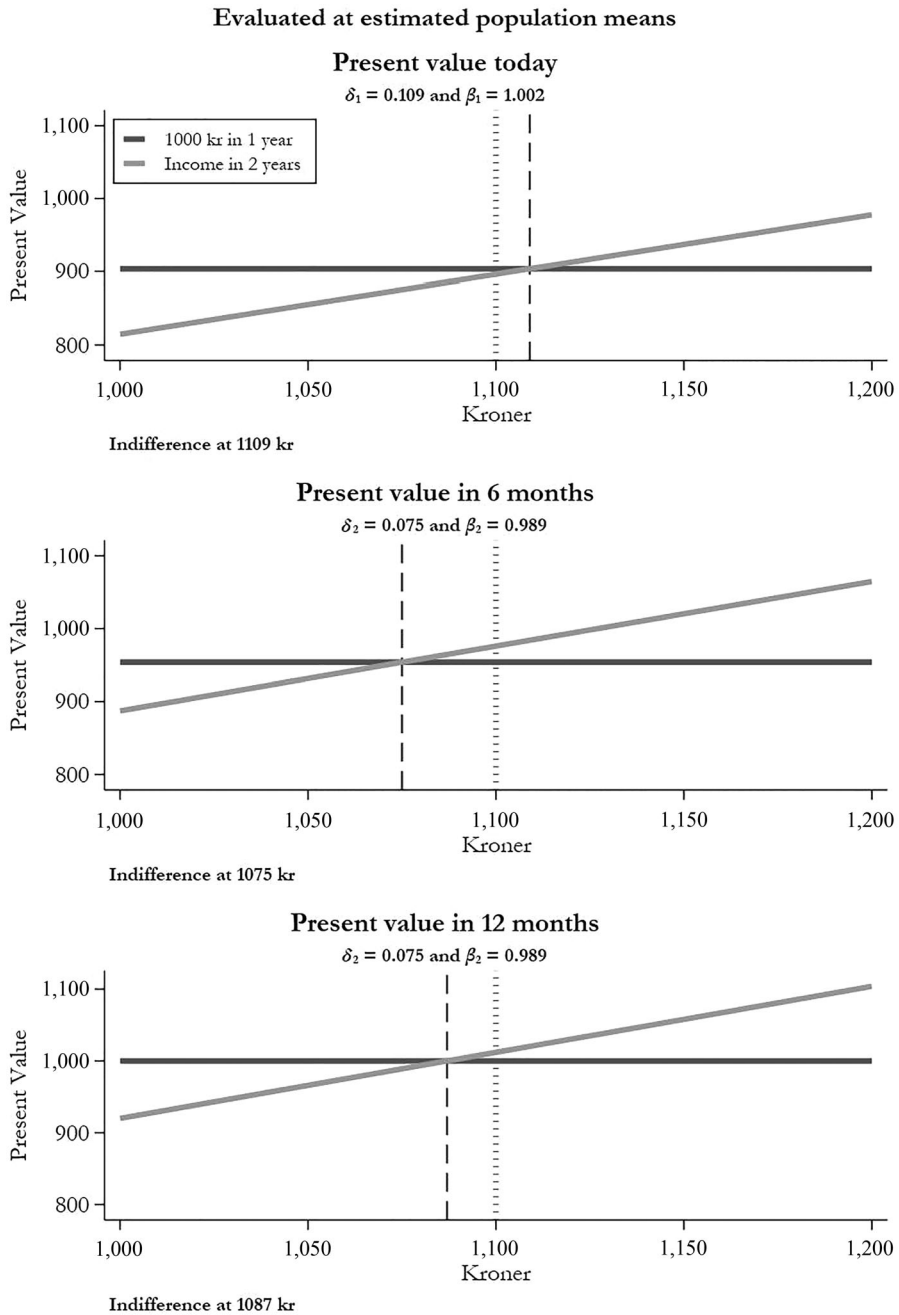 Evaluated at estimated population means
Present value today
δ₁ = 0.109 and β₁ = 1.002
1,100
1,000
900
800
Present Value
1000 kr in 1 year
Income in 2 years
1,000 1,050 1,100 1,150 1,200
Kroner
Indifference at 1109 kr
Present value in 6 months
δ₂ = 0.075 and β₂ = 0.989
1,100
1,000
900
800
Present Value
1,000 1,050 1,100 1,150 1,200
Kroner
Indifference at 1075 kr
Present value in 12 months
δ₂ = 0.075 and β₂ = 0.989
1,100
1,000
900
800
Present Value
1,000 1,050 1,100 1,150 1,200
Kroner
Indifference at 1087 kr